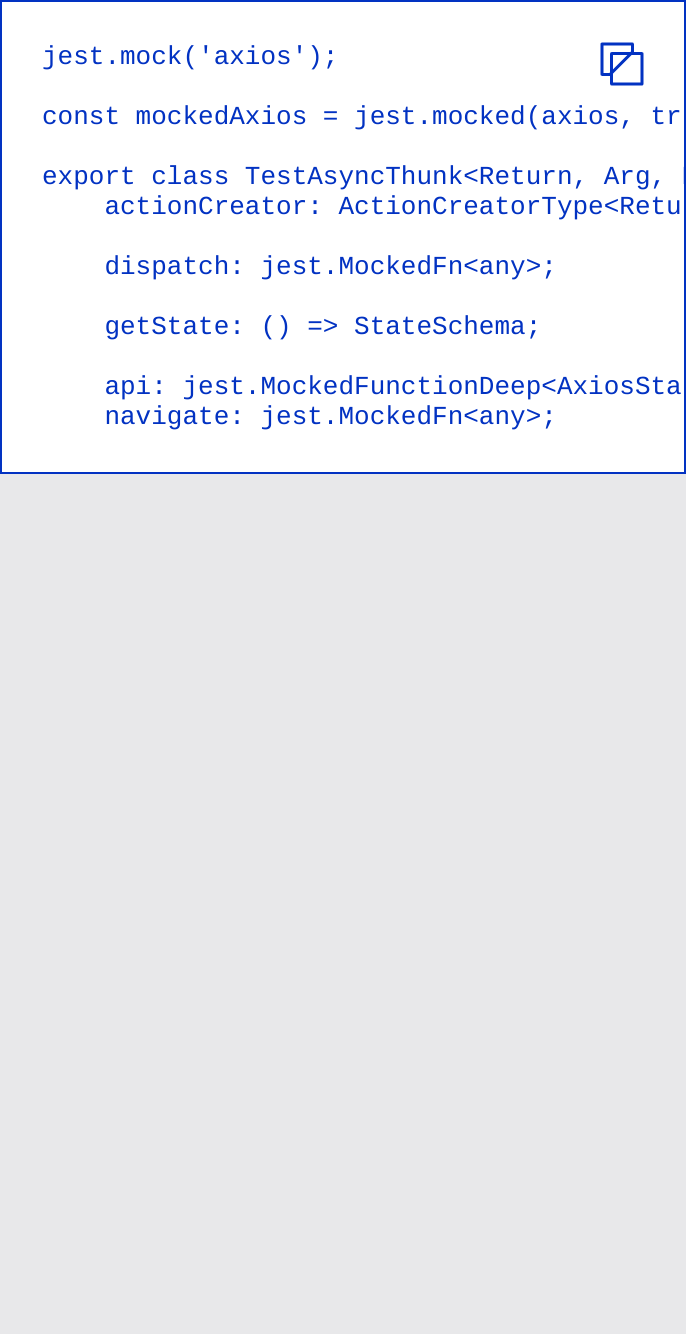 jest.mock('axios');
const mockedAxios = jest.mocked(axios, tr
export class TestAsyncThunk<Return, Arg,
actionCreator: ActionCreatorType<Retu
dispatch: jest.MockedFn<any>;
getState: () => StateSchema;
api: jest.MockedFunctionDeep<AxiosSta
navigate: jest.MockedFn<any>;